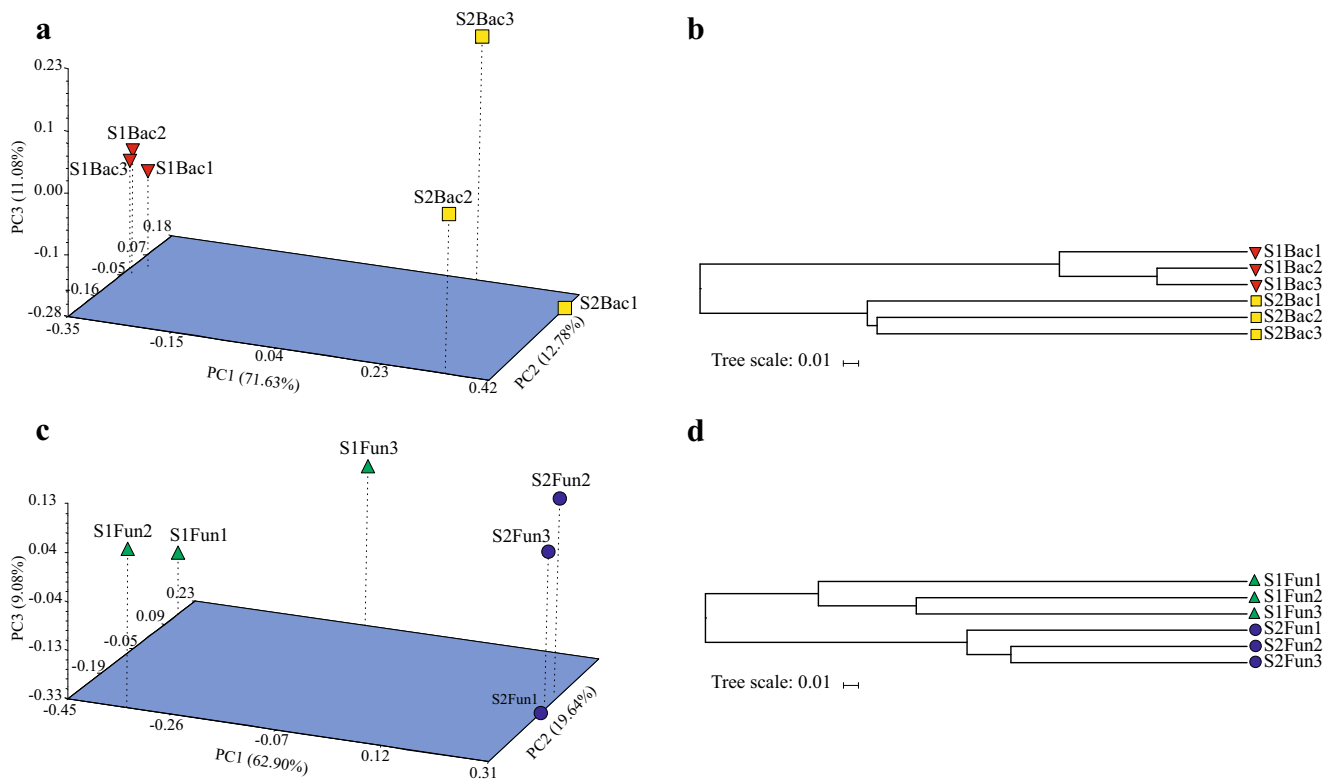 a
S2Bac3
0.23
PC3 (11.08%)
0.1
0.00
-0.1
-0.28
S1Bac2
S1Bac3
S1Bac1
S2Bac2
0.18
0.07
-0.05
-0.16
S2Bac1
-0.35
-0.15
0.04
0.23
0.42
PC1 (71.63%)
PC2 (12.78%)
b
S1Bac1
S1Bac2
S1Bac3
S2Bac1
S2Bac2
S2Bac3
Tree scale: 0.01
c
S1Fun3
S2Fun2
0.13
0.04
-0.04
-0.13
-0.33
PC3 (9.08%)
S1Fun2
S1Fun1
S2Fun3
0.23
0.09
-0.05
-0.19
S2Fun1
-0.45
-0.26
-0.07
0.12
0.31
PC1 (62.90%)
PC2 (19.64%)
d
S1Fun1
S1Fun2
S1Fun3
S2Fun1
S2Fun2
S2Fun3
Tree scale: 0.01